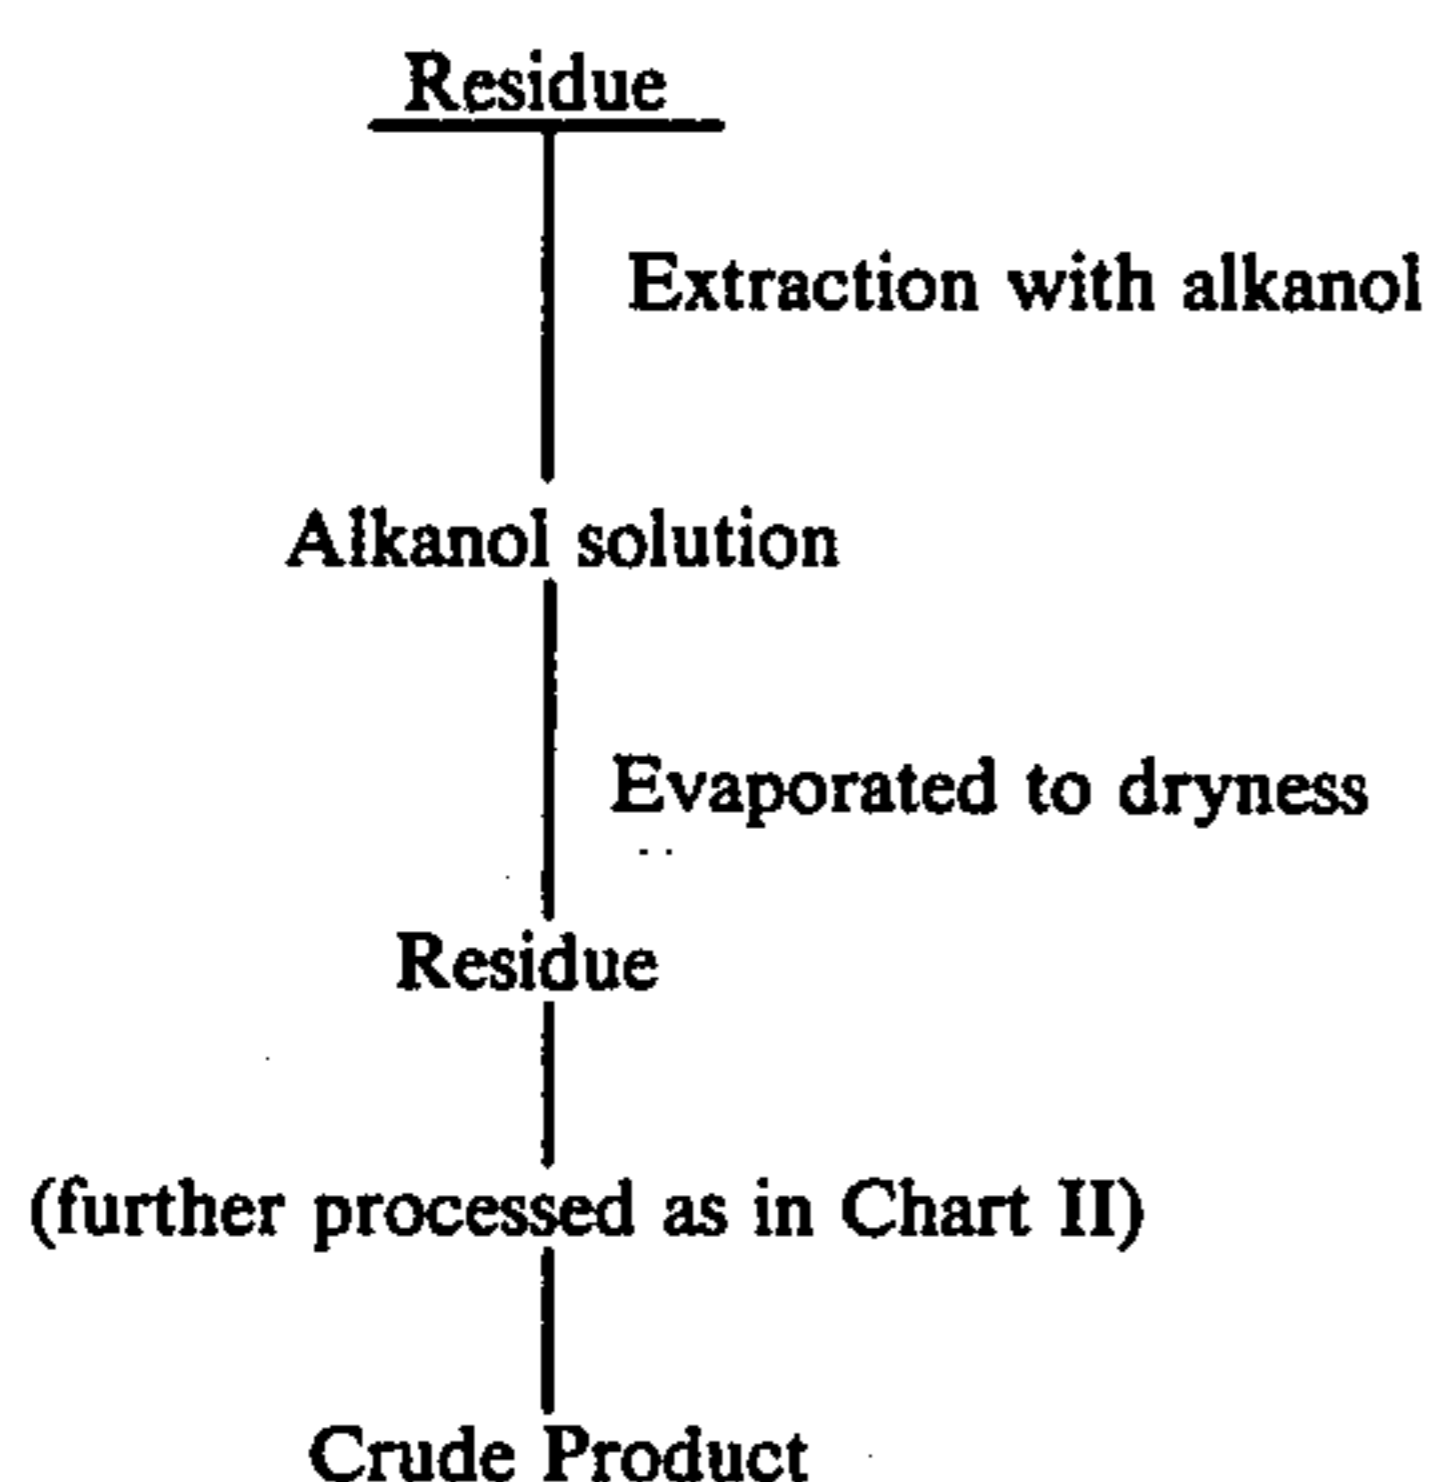 Residue
Extraction with alkanol
Alkanol solution
Evaporated to dryness
Residue
(further processed as in Chart II)
Crude Product